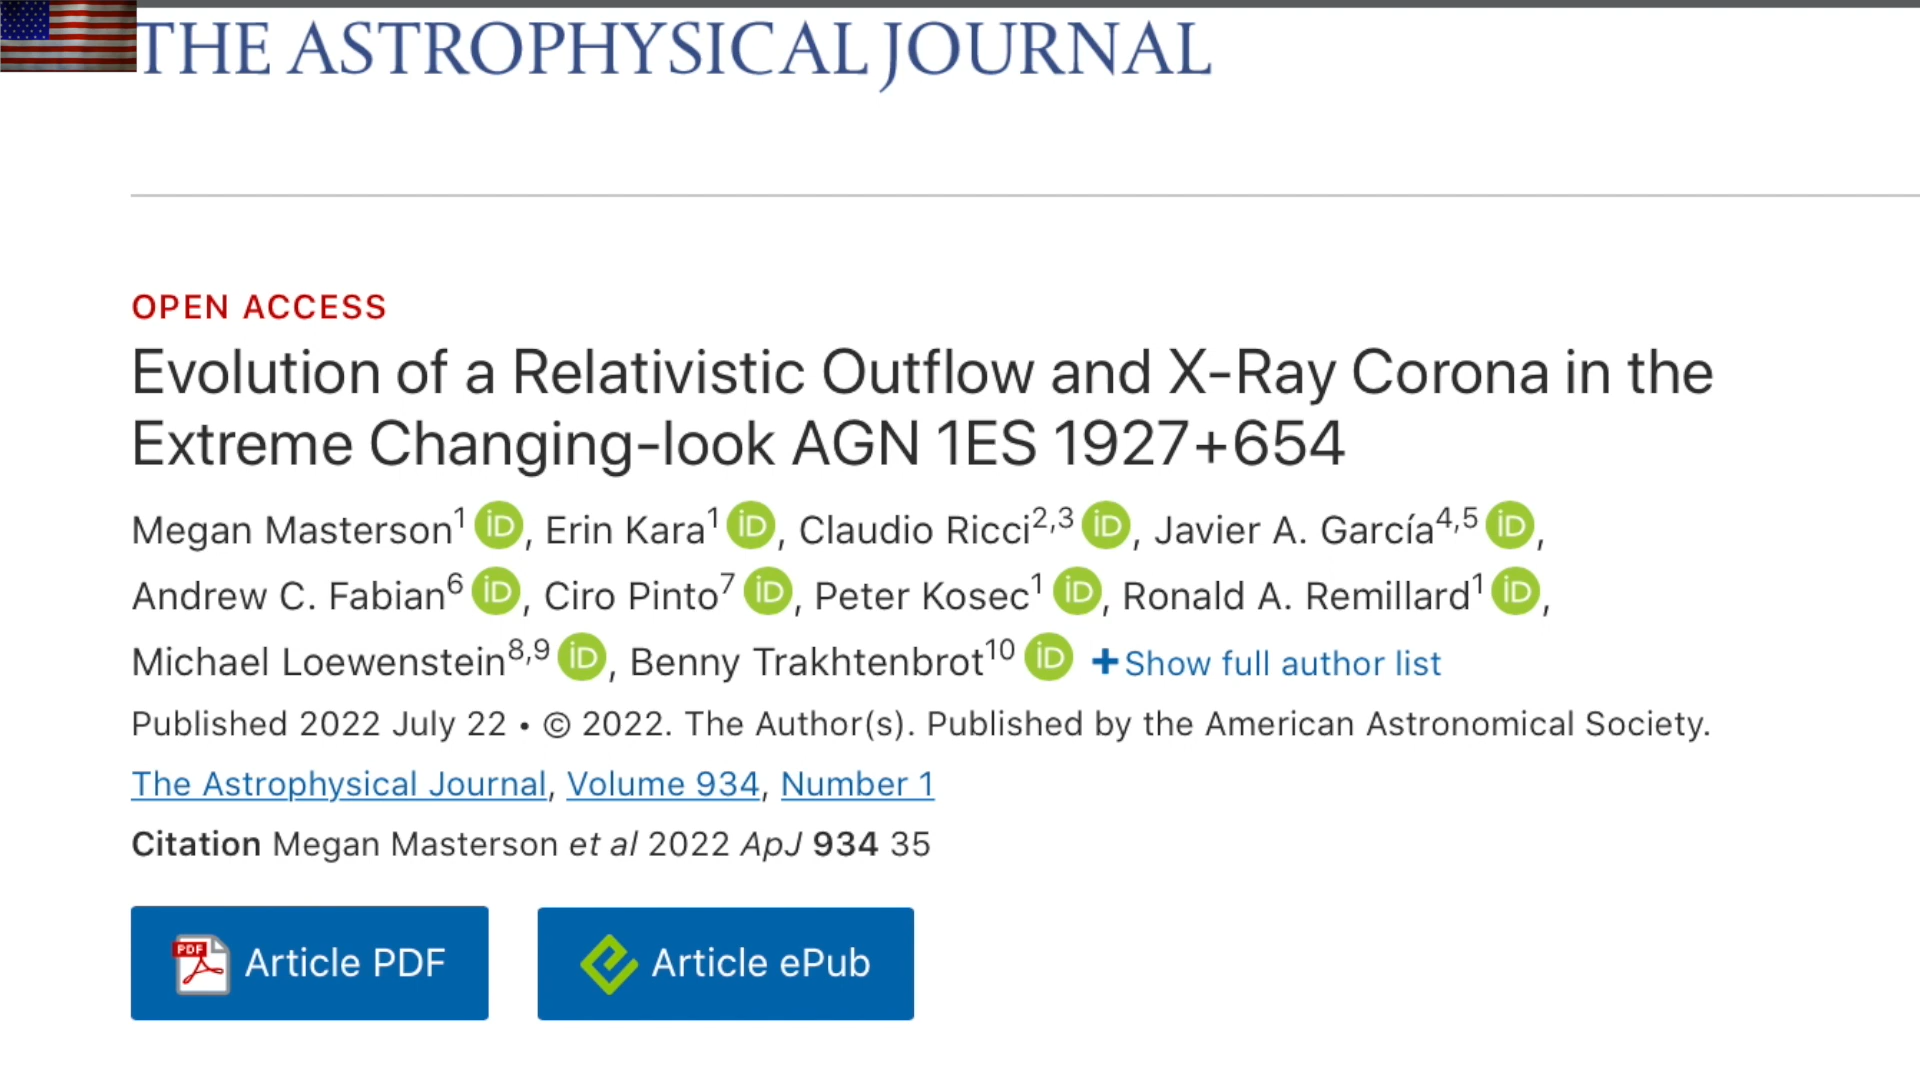 THE ASTROPHYSICAL JOURNAL
OPEN ACCESS
Evolution of a Relativistic Outflow and X-Ray Corona in the
Extreme Changing-look AGN 1ES 1927+654
Megan Masterson1 iD, Erin Kara1 iD, Claudio Ricci2,3 iD, Javier A. García4,5 iD,
Andrew C. Fabian6 iD, Ciro Pinto7 iD, Peter Kosec1 iD, Ronald A. Remillard1 iD,
Michael Loewenstein8,9 iD, Benny Trakhtenbrot10 iD +Show full author list
Published 2022 July 22 • © 2022. The Author(s). Published by the American Astronomical Society.
The Astrophysical Journal, Volume 934, Number 1
Citation Megan Masterson et al 2022 ApJ 934 35
PDF Article PDF
Article ePub